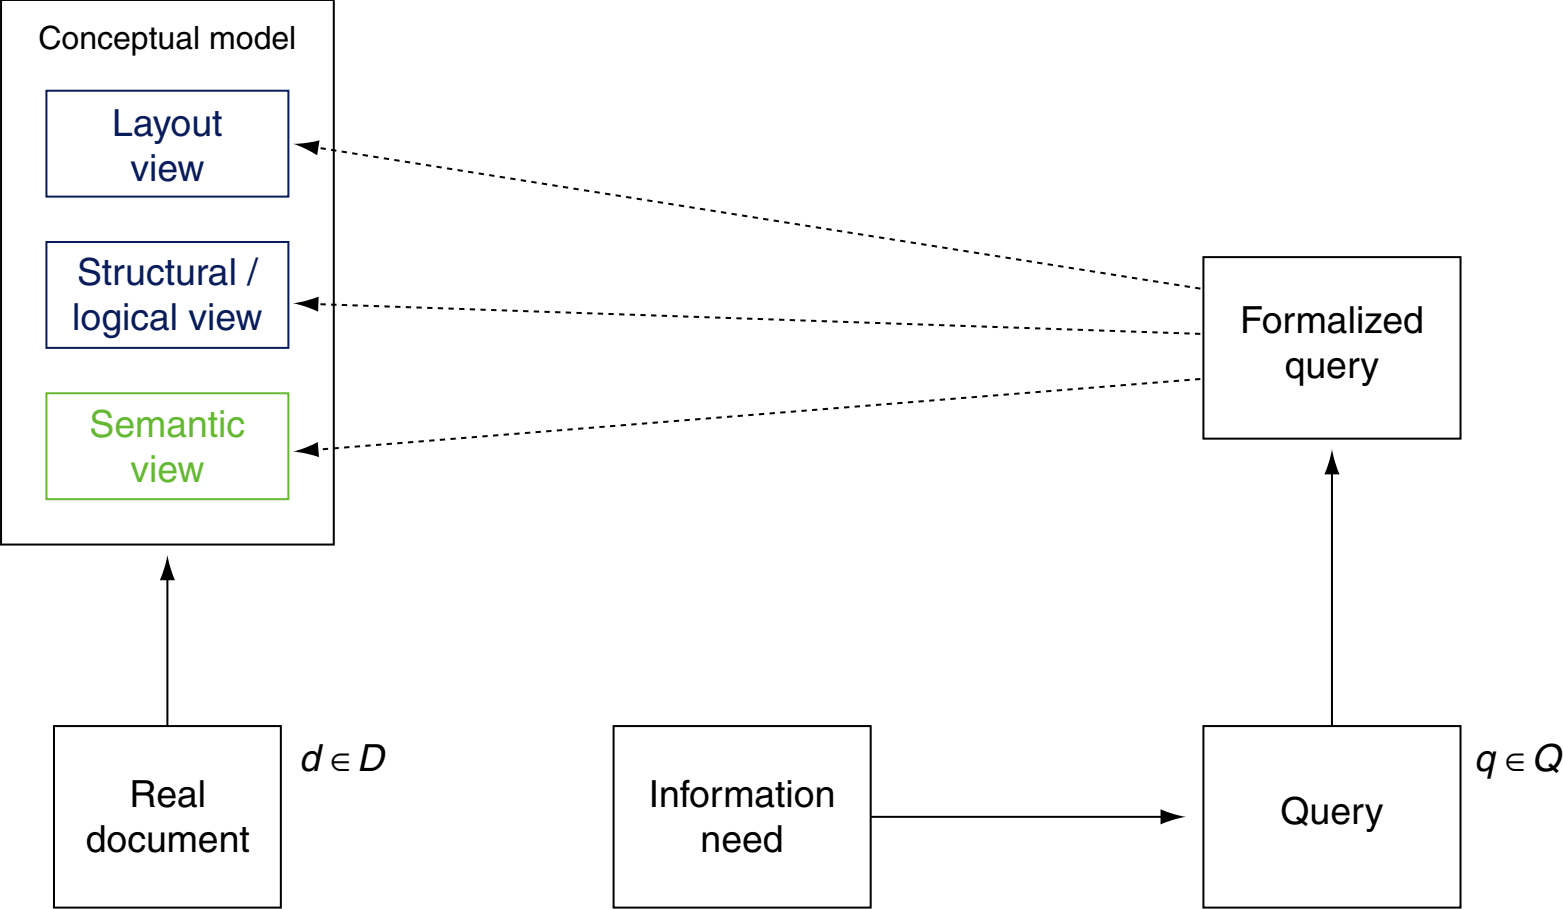 Conceptual model
Layout
view
Structural /
logical view
Semantic
view
Formalized
query
Real
document
d ∈ D
Information
need
Query
q ∈ Q